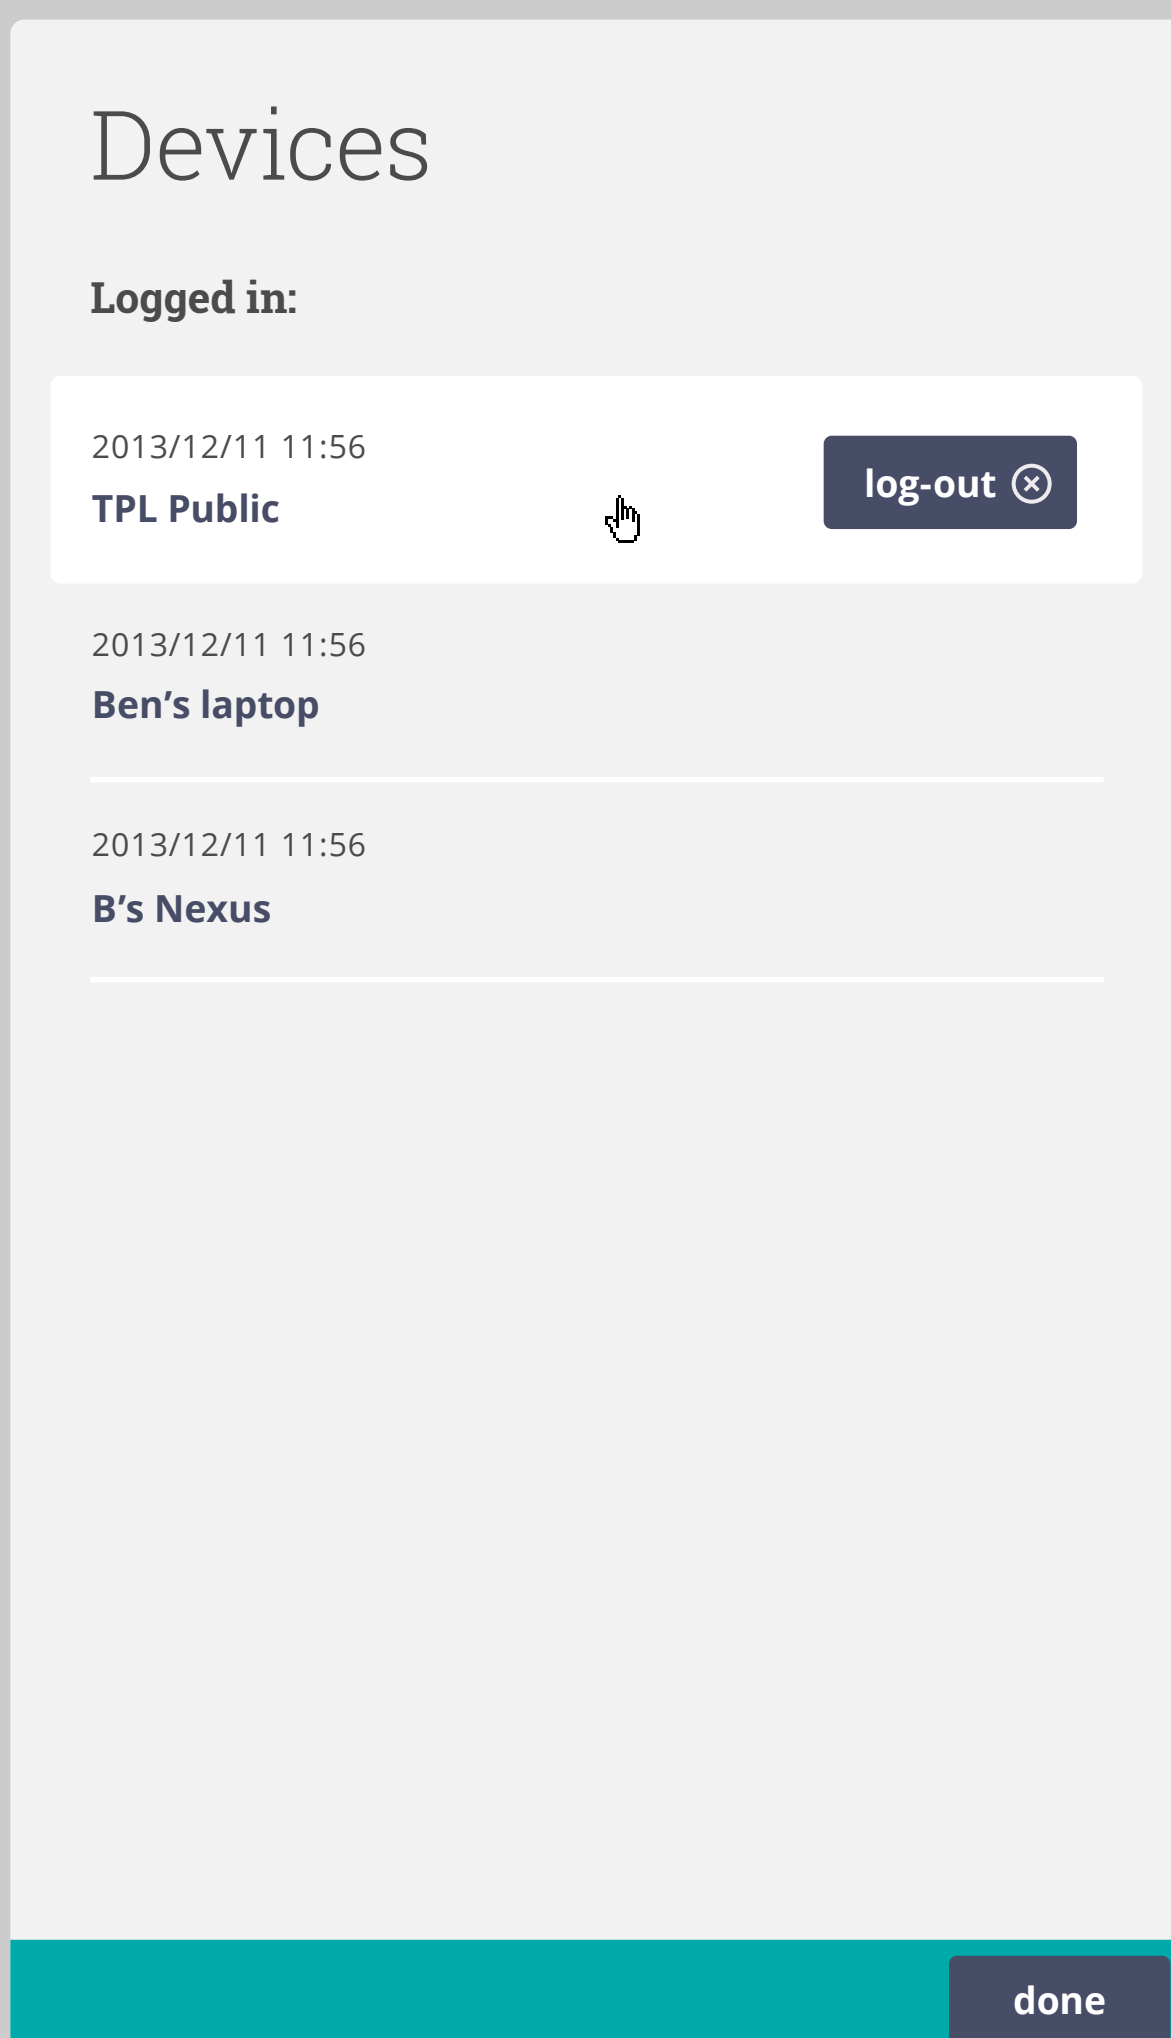 Devices
Logged in:
2013/12/11 11:56
TPL Public
log-out
2013/12/11 11:56
Ben’s laptop
2013/12/11 11:56
B’s Nexus
done